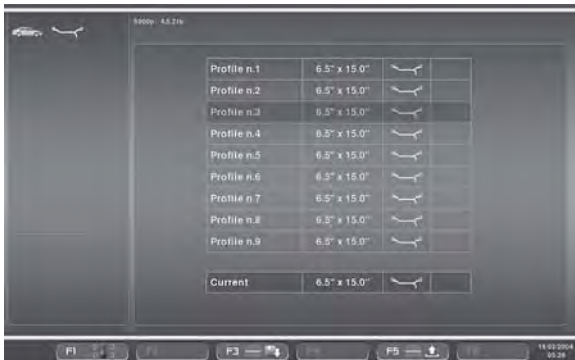 Profile n.1 6.5" x 15.0"
Profile n.2 6.5" x 15.0"
Profile n.3 6.5" x 15.0"
Profile n.4 6.5" x 15.0"
Profile n.5 6.5" x 15.0"
Profile n.6 6.5" x 15.0"
Profile n.7 6.5" x 15.0"
Profile n.8 6.5" x 15.0"
Profile n.9 6.5" x 15.0"
Current 6.5" x 15.0"
F1 F3 F5